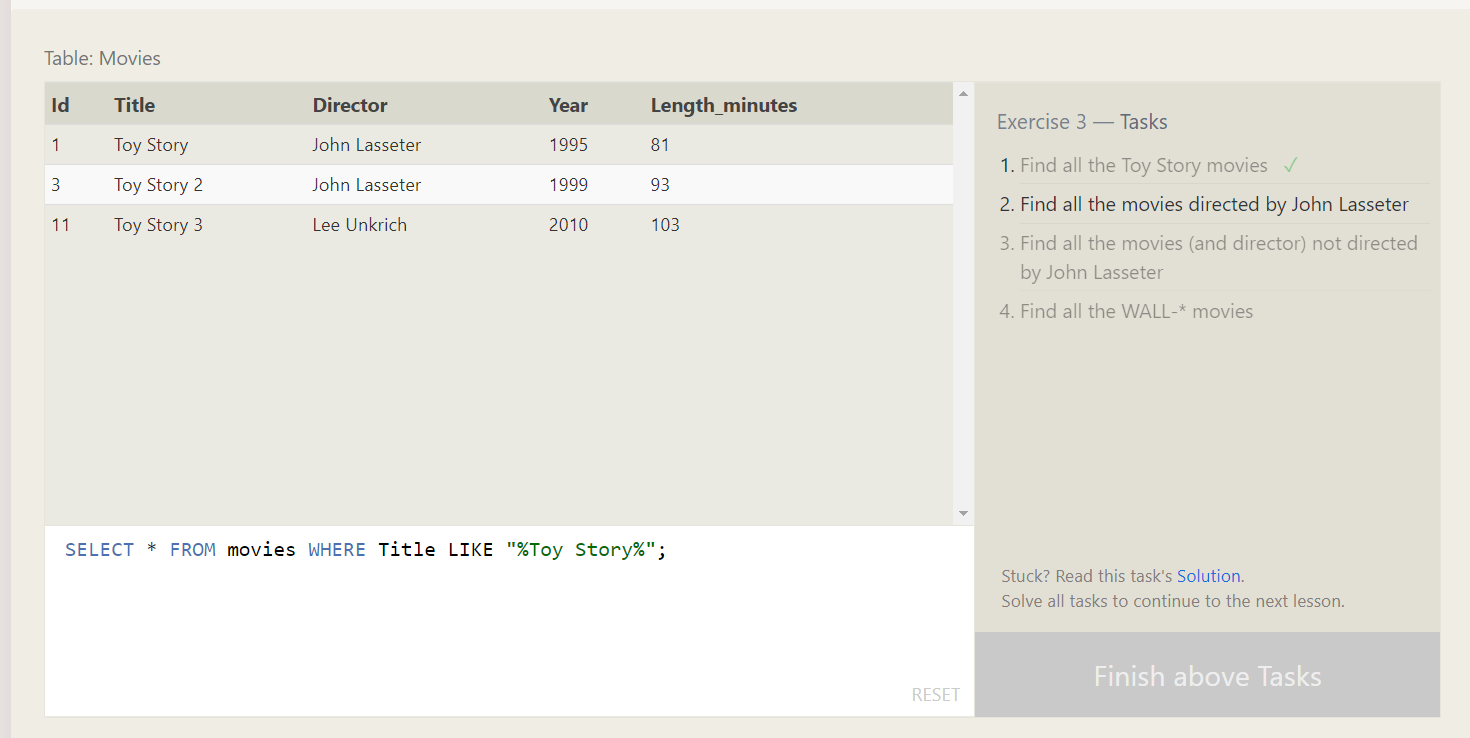 Table: Movies
Id Title Director Year Length_minutes
1 Toy Story John Lasseter 1995 81
3 Toy Story 2 John Lasseter 1999 93
11 Toy Story 3 Lee Unkrich 2010 103
SELECT * FROM movies WHERE Title LIKE "%Toy Story%";
RESET
Exercise 3 — Tasks
1. Find all the Toy Story movies ✓
2. Find all the movies directed by John Lasseter
3. Find all the movies (and director) not directed
by John Lasseter
4. Find all the WALL-* movies
Stuck? Read this task's Solution.
Solve all tasks to continue to the next lesson.
Finish above Tasks